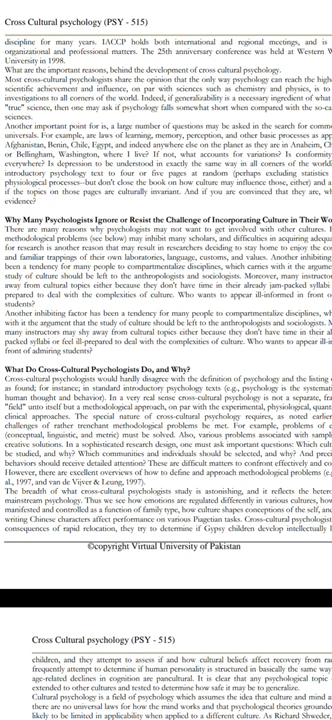 Cross Cultural psychology (PSY - 515)
discipline for many years. IACCP holds both international and regional meetings, and is
organizational and professional matters. The 25th anniversary conference was held at Western W
University in 1998.
What are the important reasons, behind the development of cross cultural psychology.
Most cross-cultural psychologists share the opinion that the only way psychology can reach the high
scientific achievement and influence, on par with sciences such as chemistry and physics, is to
investigations to all corners of the world. Indeed, if generalizability is a necessary ingredient of what
"true" science, then one may ask if psychology falls somewhat short when compared with the so-ca
sciences.
Another important point for is, a large number of questions may be asked in the search for commo
universals. For example, are laws of learning, memory, perception, and other basic processes as app
Afghanistan, Benin, Chile, Egypt, and indeed anywhere else on the planet as they are in Anaheim, C
or Bellingham, Washington, where I live? If not, what accounts for variations? Is conformity
everywhere? Is depression to be understood in exactly the same way in all corners of the world
introductory psychology text to four or five pages at random (perhaps excluding statistics
physiological processes--but don't close the book on how culture may influence those, either) and a
if the topics on those pages are culturally invariant. And if you are convinced that they are, wh
evidence?
Why Many Psychologists Ignore or Resist the Challenge of Incorporating Culture in Their Wo
There are many reasons why psychologists may not want to get involved with other cultures.
methodological problems (see below) may inhibit many scholars, and difficulties in acquiring adequ
for research is another reason that may result in researchers deciding to stay home to enjoy the co
and familiar trappings of their own laboratories, language, customs, and values. Another inhibiting
been a tendency for many people to compartmentalize disciplines, which carries with it the argume
study of culture should be left to the anthropologists and sociologists. Moreover, many instructor
away from cultural topics either because they don't have time in their already jam-packed syllabi
prepared to deal with the complexities of culture. Who wants to appear ill-informed in front o
students?
Another inhibiting factor has been a tendency for many people to compartmentalize disciplines, wh
with it the argument that the study of culture should be left to the anthropologists and sociologists. M
many instructors may shy away from cultural topics either because they don't have time in their al
packed syllabi or feel ill-prepared to deal with the complexities of culture. Who wants to appear ill-i
front of admiring students?
What Do Cross-Cultural Psychologists Do, and Why?
Cross-cultural psychologists would hardly disagree with the definition of psychology and the listing
as found; for instance; in standard introductory psychology texts (e.g., psychology is the systemati
human thought and behavior). In a very real sense cross-cultural psychology is not a separate, fra
"field" unto itself but a methodological approach, on par with the experimental, physiological, quant
clinical approaches. The special nature of cross-cultural psychology requires, as noted earlier
challenges of rather trenchant methodological problems be met. For example, problems of e
(conceptual, linguistic, and metric) must be solved. Also, various problems associated with sampl
creative solutions. In a sophisticated research design, one must ask important questions: Which cult
be studied, and why? Which communities and individuals should be selected, and why? And preci
behaviors should receive detailed attention? These are difficult matters to confront effectively and co
However, there are excellent overviews of how to define and approach methodological problems (e.
al., 1997, and van de Vijver & Leung, 1997).
The breadth of what cross-cultural psychologists study is astonishing, and it reflects the hetero
mainstream psychology. Thus we see how emotions are regulated differently in various cultures, how
manifested and controlled as a function of family type, how culture shapes conceptions of the self, an
writing Chinese characters affect performance on various Piagetian tasks. Cross-cultural psychologist
consequences of rapid relocation, they try to determine if Gypsy children develop intellectually l
©copyright Virtual University of Pakistan
Cross Cultural psychology (PSY - 515)
children, and they attempt to assess if and how cultural beliefs affect recovery from ra
frequently attempt to determine if human personality is structured in basically the same way
age-related declines in cognition are pancultural. It is clear that any psychological topic
extended to other cultures and tested to determine how safe it may be to generalize.
Cultural psychology is a field of psychology which assumes the idea that culture and mind a
there are no universal laws for how the mind works and that psychological theories grounde
likely to be limited in applicability when applied to a different culture. As Richard Shwed